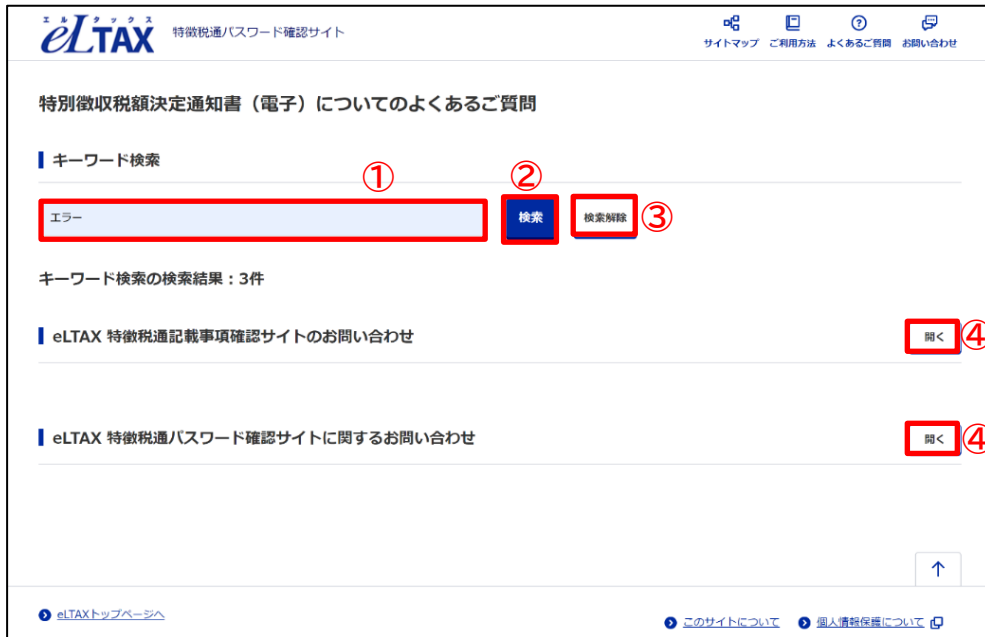 エルタックス
eLTAX 特徴税通パスワード確認サイト
サイトマップ ご利用方法 よくあるご質問 お問い合わせ
特別徴収税額決定通知書（電子）についてのよくあるご質問
キーワード検索
① ②
エラー 検索 検索解除 ③
キーワード検索の検索結果：3件
eLTAX 特徴税通記載事項確認サイトのお問い合わせ 開く ④
eLTAX 特徴税通パスワード確認サイトに関するお問い合わせ 開く ④
↑
eLTAXトップページへ
このサイトについて 個人情報保護について